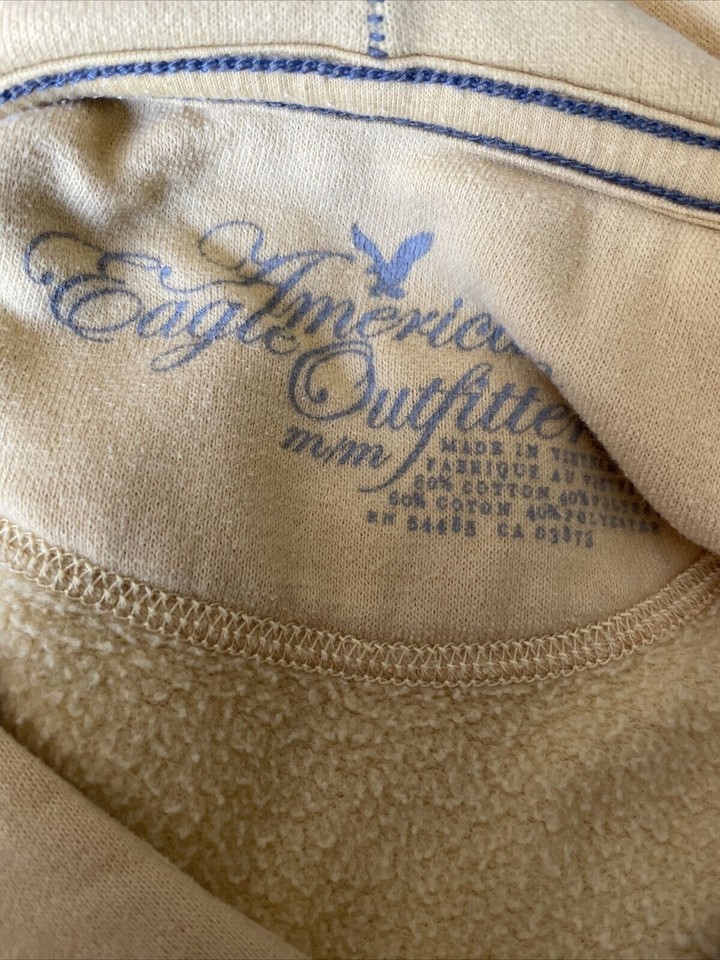 American
Eagle
Outfitters
m/m
MADE IN VIETNAM
FABRIQUE AU VIETNAM
60% COTTON 40% POLYESTER
60% COTON 40% POLYESTER
RN 54485 CA 03873